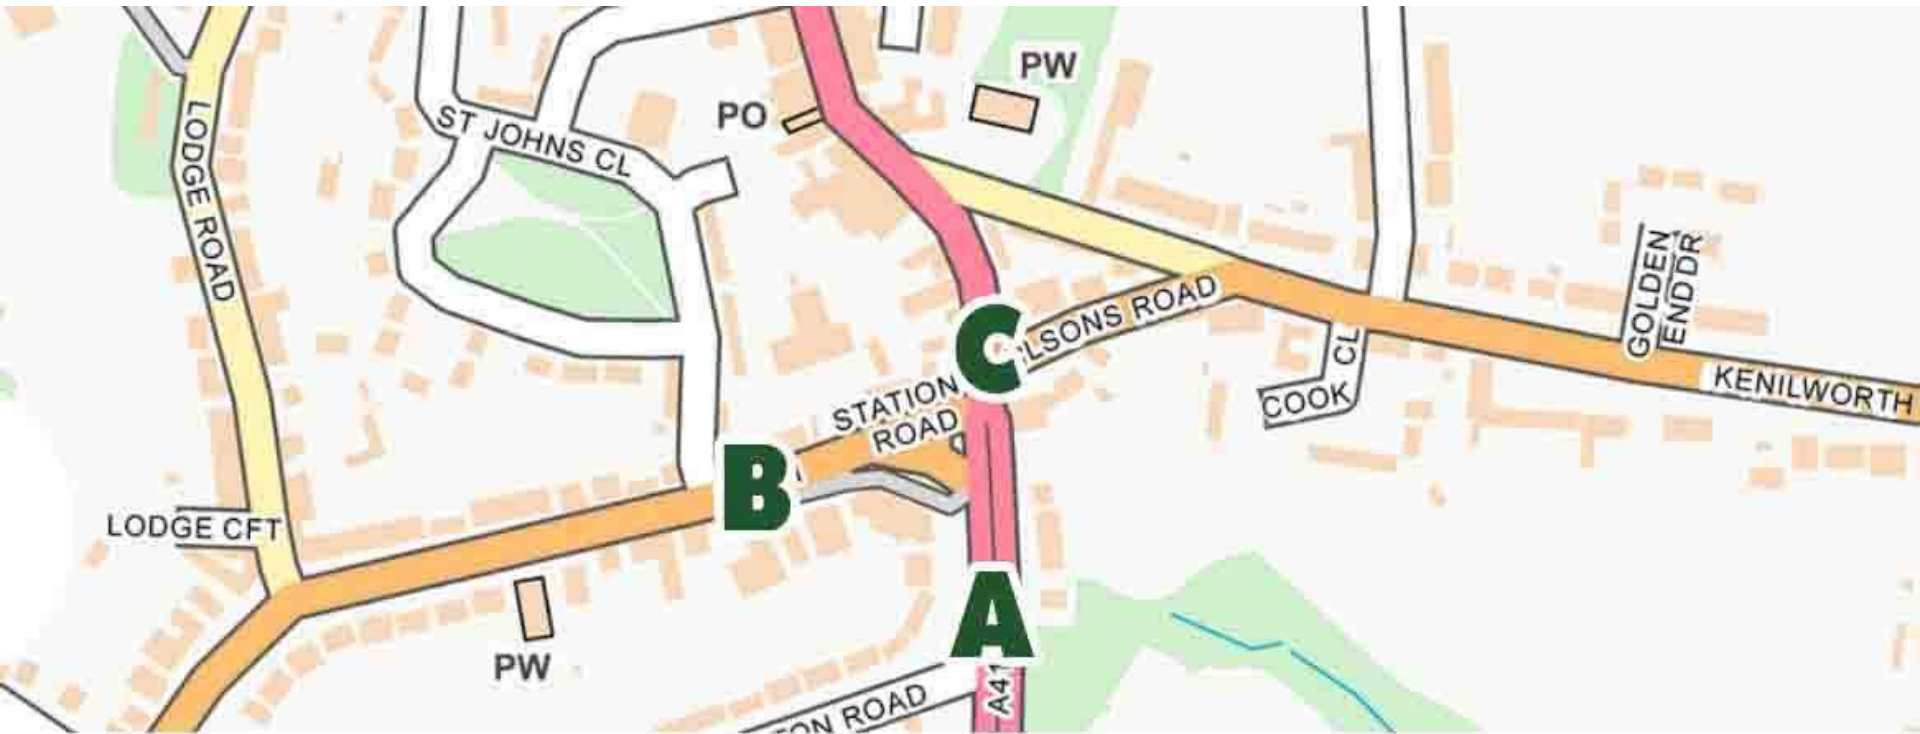 PW
PO
LODGE ROAD
ST JOHNS CL
GOLDEN
END DR
LSONS ROAD
C
CL
COOK
KENILWORTH
STATION
ROAD
B
LODGE CFT
A
PW
A41
ON ROAD